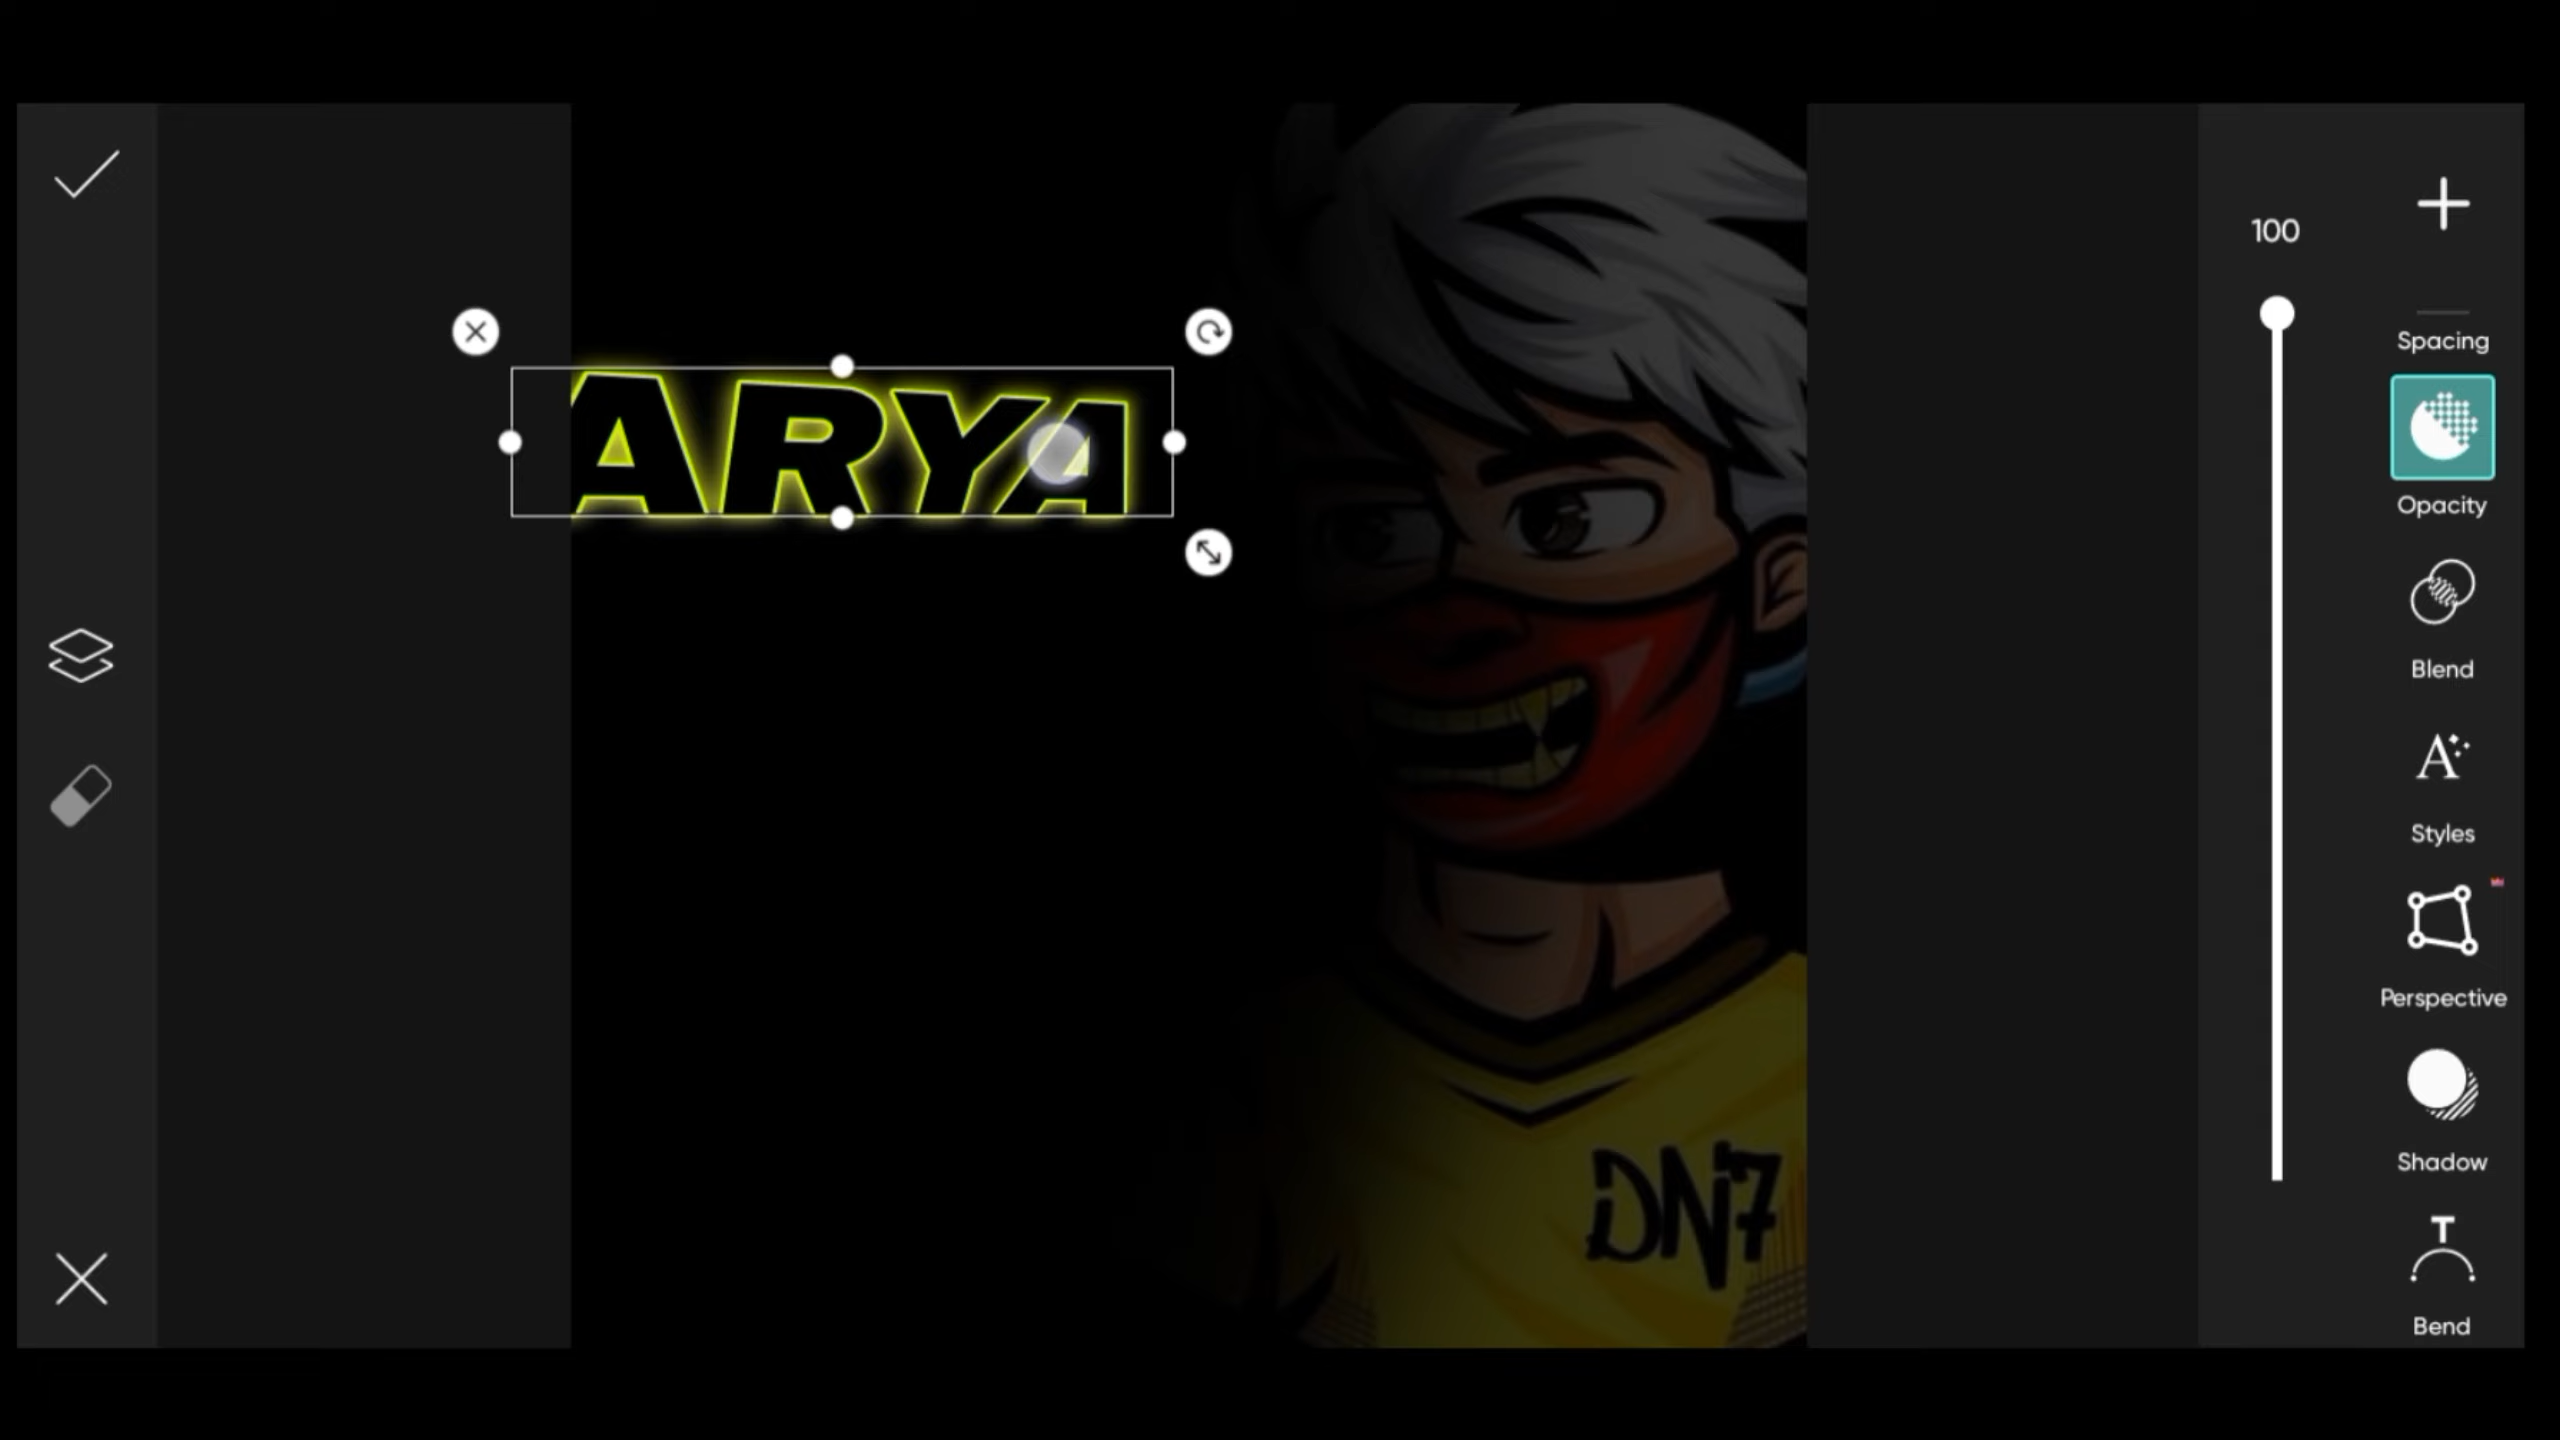 100
Spacing
ARYA
Opacity
Blend
Styles
Perspective
DN7
Shadow
T
Bend